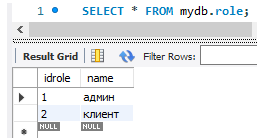 1 SELECT * FROM mydb.role;
Result Grid Filter Rows:
idrole name
1 админ
2 клиент
NULL NULL